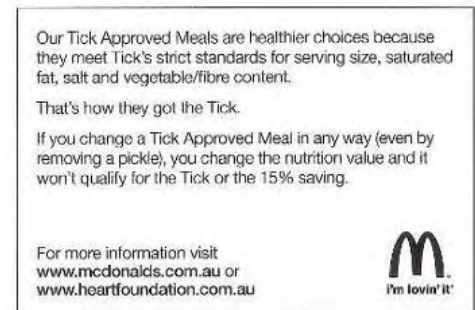 Our Tick Approved Meals are healthier choices because
they meet Tick's strict standards for serving size, saturated
fat, salt and vegetable/fibre content.
That's how they got the Tick.
If you change a Tick Approved Meal in any way (even by
removing a pickle), you change the nutrition value and it
won't qualify for the Tick or the 15% saving.
For more information visit
www.mcdonalds.com.au or
www.heartfoundation.com.au
i'm lovin' it